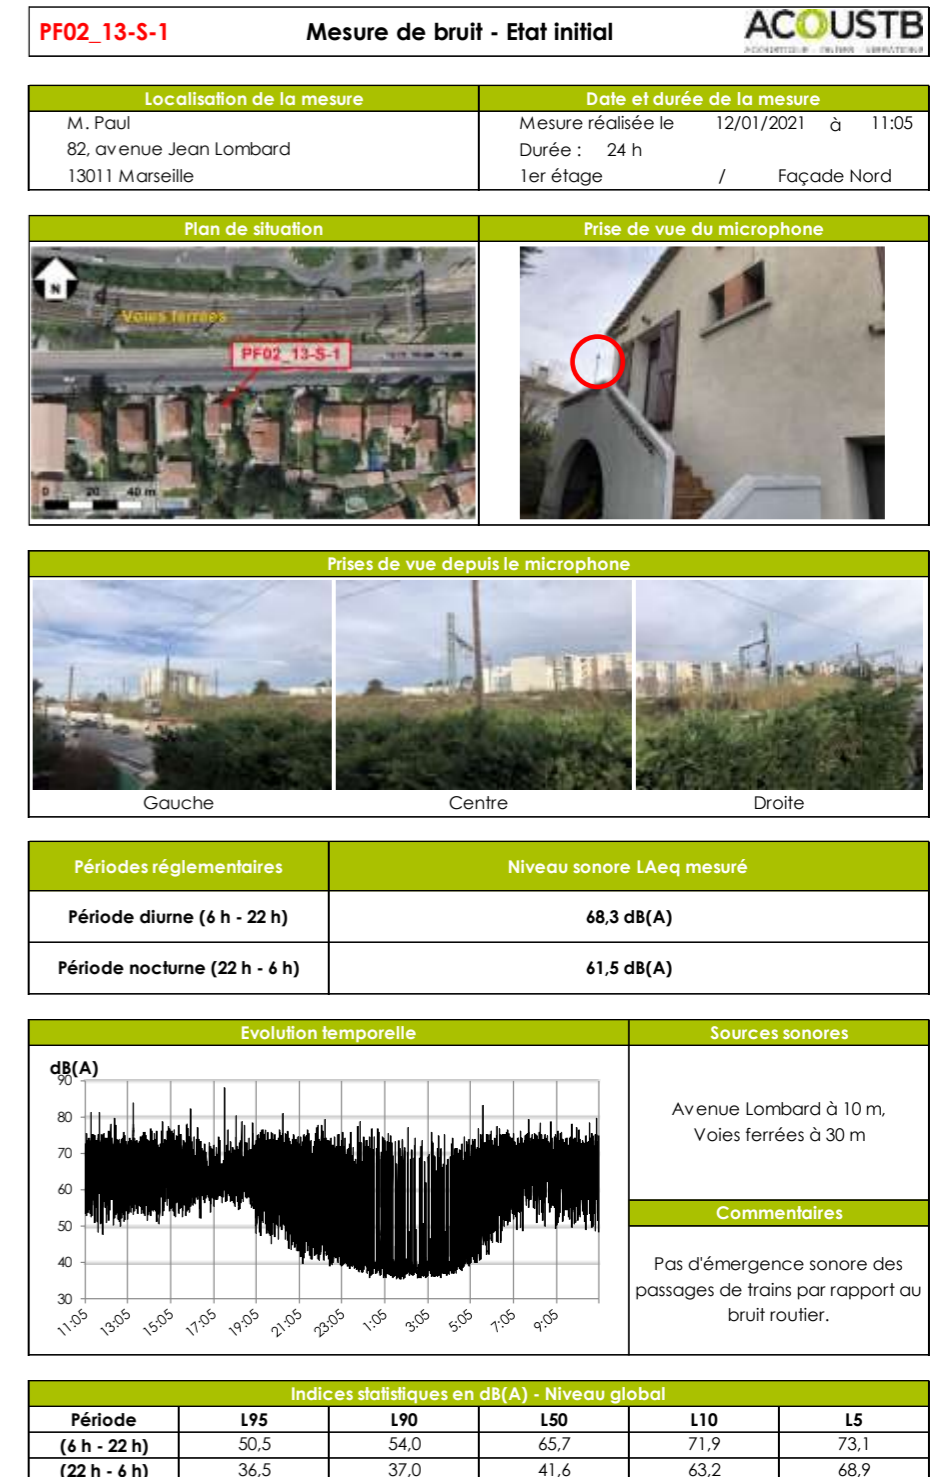 PF02_13-S-1
Mesure de bruit - Etat initial
ACOUSTB
Localisation de la mesure
Date et durée de la mesure
M. Paul
82, avenue Jean Lombard
13011 Marseille
Mesure réalisée le 12/01/2021 à 11:05
Durée : 24 h
1er étage / Façade Nord
Plan de situation
Prise de vue du microphone
N
Voies ferrées
PF02_13-S-1
0 20 40 m
Prises de vue depuis le microphone
Gauche Centre Droite
Périodes réglementaires Niveau sonore LAeq mesuré
Période diurne (6 h - 22 h) 68,3 dB(A)
Période nocturne (22 h - 6 h) 61,5 dB(A)
Evolution temporelle
dB(A)
90
80
70
60
50
40
30
11:05 13:05 15:05 17:05 19:05 21:05 23:05 1:05 3:05 5:05 7:05 9:05
Sources sonores
Avenue Lombard à 10 m,
Voies ferrées à 30 m
Commentaires
Pas d'émergence sonore des
passages de trains par rapport au
bruit routier.
Indices statistiques en dB(A) - Niveau global
Période L95 L90 L50 L10 L5
(6 h - 22 h) 50,5 54,0 65,7 71,9 73,1
(22 h - 6 h) 36,5 37,0 41,6 63,2 68,9